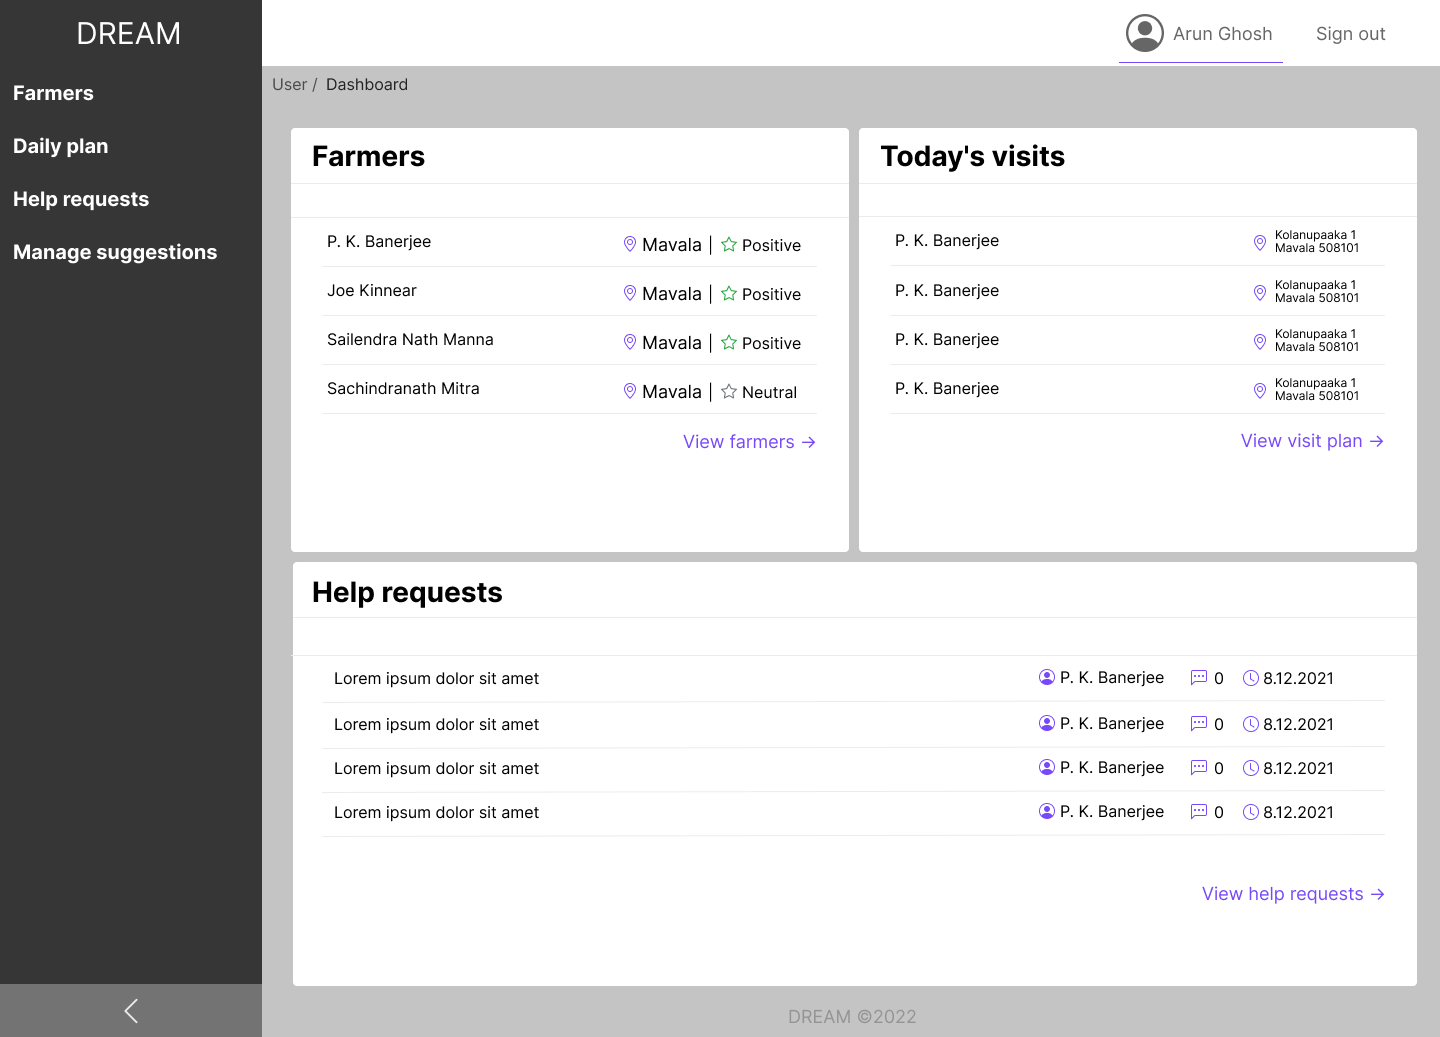 DREAM
Farmers
Daily plan
Help requests
Manage suggestions
Arun Ghosh
Sign out
User / Dashboard
Farmers
P. K. Banerjee Mavala | Positive
Joe Kinnear Mavala | Positive
Sailendra Nath Manna Mavala | Positive
Sachindranath Mitra Mavala | Neutral
View farmers →
Today's visits
P. K. Banerjee Kolanupaaka 1
Mavala 508101
P. K. Banerjee Kolanupaaka 1
Mavala 508101
P. K. Banerjee Kolanupaaka 1
Mavala 508101
P. K. Banerjee Kolanupaaka 1
Mavala 508101
View visit plan →
Help requests
Lorem ipsum dolor sit amet P. K. Banerjee 0 8.12.2021
Lorem ipsum dolor sit amet P. K. Banerjee 0 8.12.2021
Lorem ipsum dolor sit amet P. K. Banerjee 0 8.12.2021
Lorem ipsum dolor sit amet P. K. Banerjee 0 8.12.2021
View help requests →
DREAM ©2022